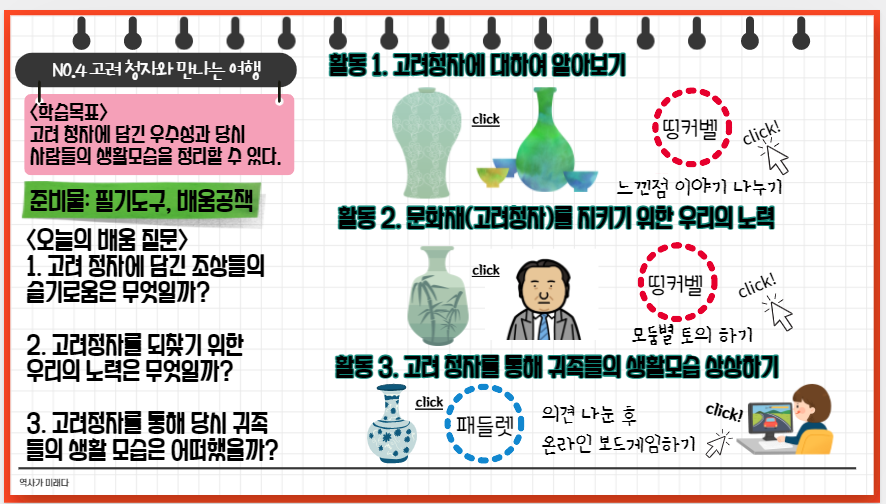 NO.4 고려 청자와 만나는 여행
<학습목표>
고려 청자에 담긴 우수성과 당시
사람들의 생활모습을 정리할 수 있다.
준비물: 필기도구, 배움공책
<오늘의 배움 질문>
1. 고려 청자에 담긴 조상들의
슬기로움은 무엇일까?
2. 고려청자를 되찾기 위한
우리의 노력은 무엇일까?
3. 고려청자를 통해 당시 귀족
들의 생활 모습은 어떠했을까?
활동 1. 고려청자에 대하여 알아보기
click
띵커벨
click!
느낀점 이야기 나누기
활동 2. 문화재(고려청자)를 지키기 위한 우리의 노력
click
띵커벨
click!
모둠별 토의 하기
활동 3. 고려 청자를 통해 귀족들의 생활모습 상상하기
click
패들렛
의견 나눈 후
온라인 보드게임하기
click!
역사가 미래다